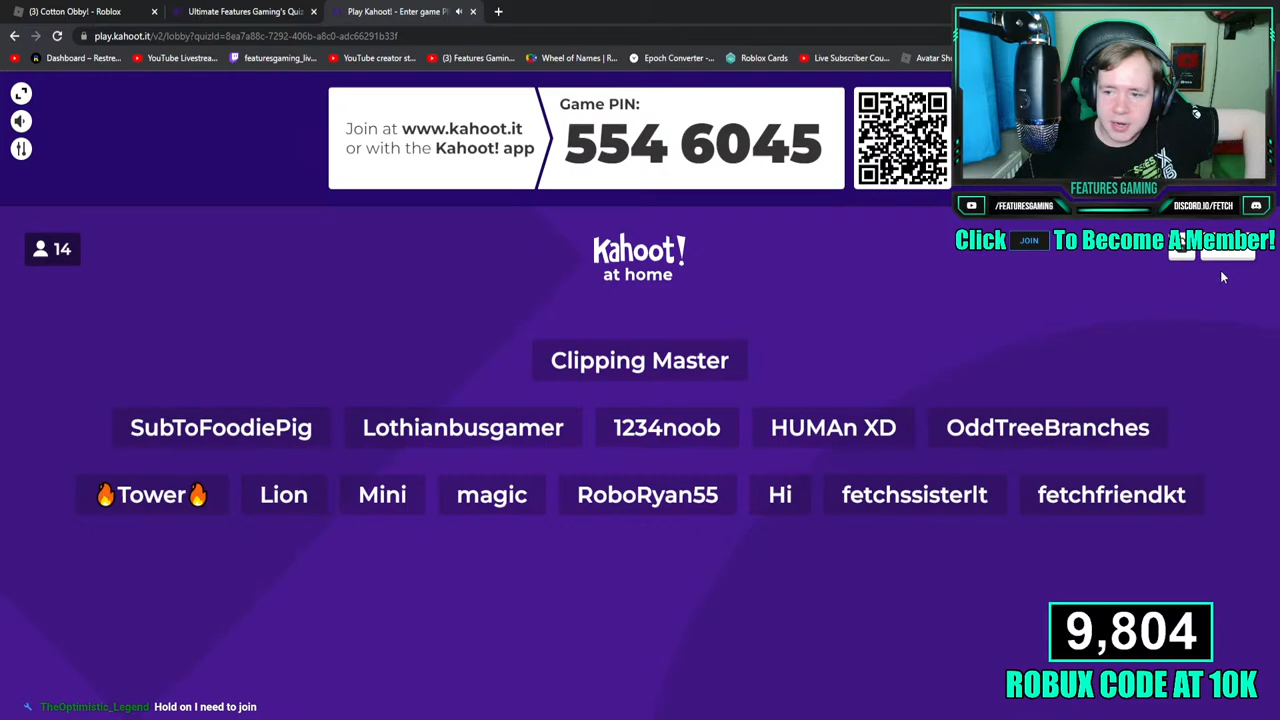 (3) Cotton Obby! - Roblox
Ultimate Features Gaming's Quiz
Play Kahoot! - Enter game P
play.kahoot.it/v2/lobby?quizId=8ea7a88c-7292-406b-a8c0-adc66291b33f
Dashboard – Restre...
YouTube Livestrea...
featuresgaming_liv...
YouTube creator st...
(3) Features Gamin...
Wheel of Names | R...
Epoch Converter -...
Roblox Cards
Live Subscriber Cou...
Avatar Sho
Join at www.kahoot.it
or with the Kahoot! app
Game PIN:
554 6045
FEATURES GAMING
/FEATURESGAMING
DISCORD.IO/FETCH
Click JOIN To Become A Member!
14
Kahoot!
at home
Clipping Master
SubToFoodiePig
Lothianbusgamer
1234noob
HUMAn XD
OddTreeBranches
🔥Tower🔥
Lion
Mini
magic
RoboRyan55
Hi
fetchssisterlt
fetchfriendkt
9,804
ROBUX CODE AT 10K
TheOptimistic_Legend Hold on I need to join